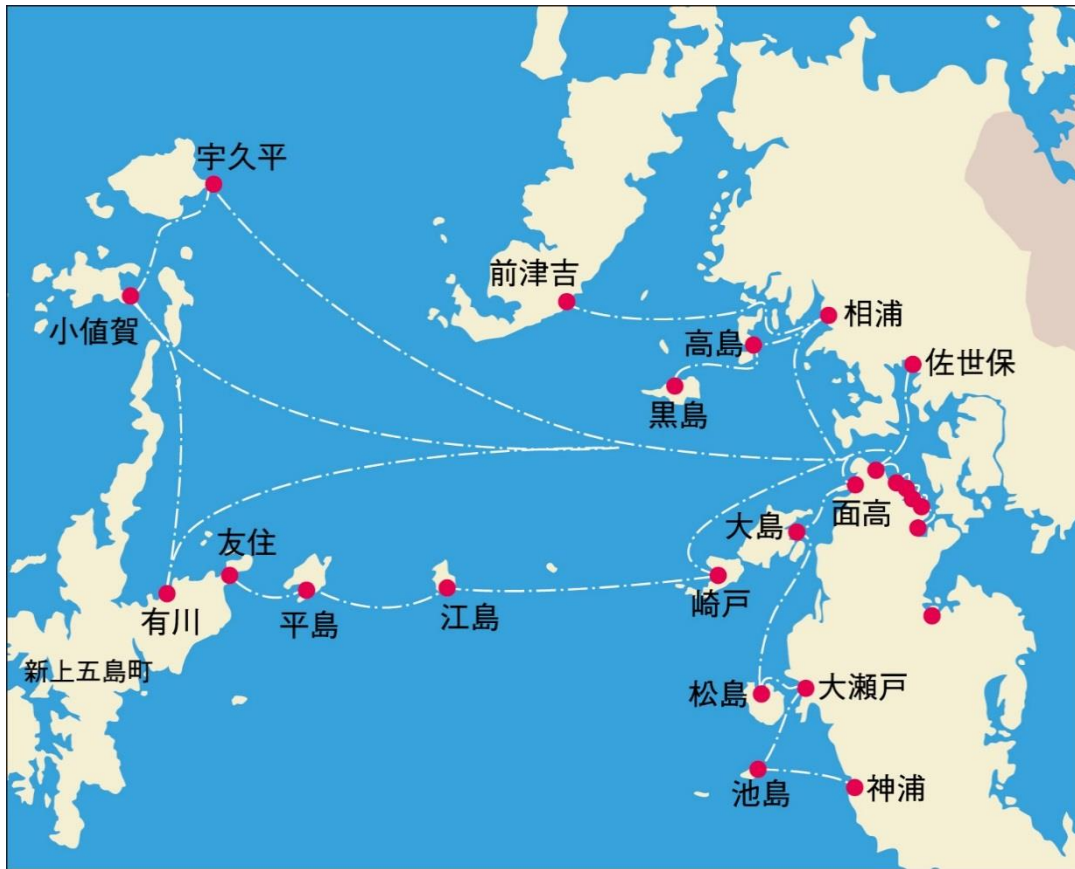 宇久平
小値賀
前津吉
相浦
高島
佐世保
黒島
面高
大島
友住
有川
平島
江島
崎戸
新上五島町
松島
大瀬戸
池島
神浦